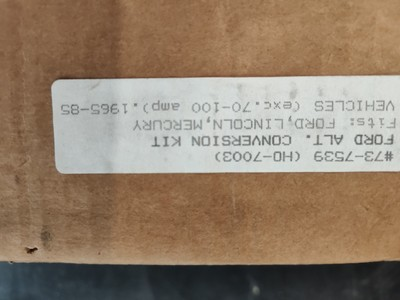 #73-7539 (HO-7003)
FORD ALT. CONVERSION KIT
Fits: FORD,LINCOLN,MERCURY
VEHICLES (exc.70-100 amp).1965-85